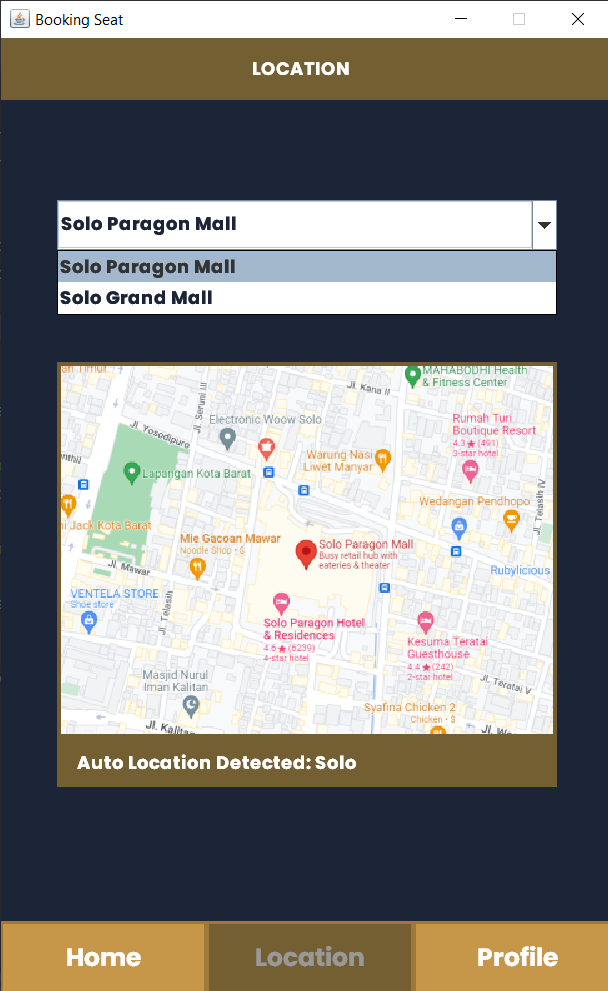 Booking Seat
LOCATION
Solo Paragon Mall
Solo Paragon Mall
Solo Grand Mall
MAHABODHI Health
& Fitness Center
Jl. Kana II
Jl. Seruni III
Electronic Woow Solo
Rumah Turi
Boutique Resort
4.3★(491)
3-star hotel
Jl. Yosodipuro
Warung Nasi
Liwet Manyar
Lapangan Kota Barat
Jl. Teratai IV
Wedangan Pendhopo
Jack Kota Barat
Mie Gacoan Mawar
Noodle Shop · $
Solo Paragon Mall
Busy retail hub with
eateries & theater
Jl. Mawar
Rubylicious
VENTELA STORE
Shoe store
Jl. Telasih
Solo Paragon Hotel
& Residences
4.6★(6239)
4-star hotel
Kesuma Teratai
Guesthouse
4.4★(242)
2-star hotel
Masjid Nurul
Iman Kalitan
Jl. Teratai V
Syafina Chicken 2
Chicken · $
Jl. Kalitan
Auto Location Detected: Solo
Home
Location
Profile